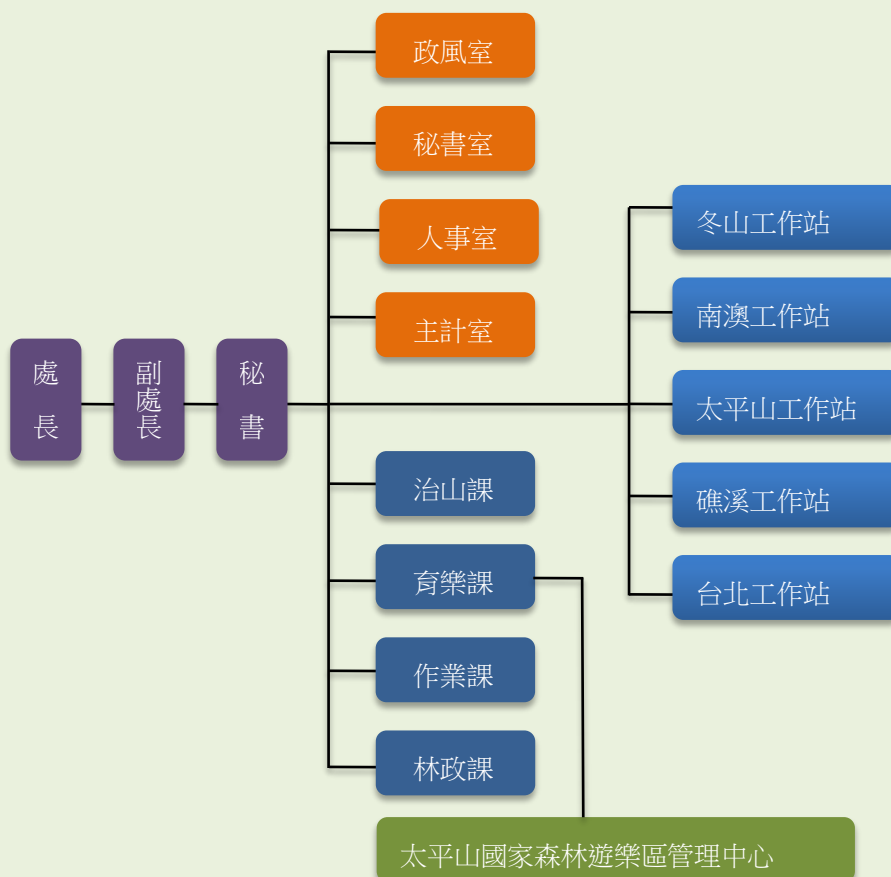 處長
副處長
秘書
政風室
秘書室
人事室
主計室
治山課
育樂課
作業課
林政課
冬山工作站
南澳工作站
太平山工作站
礁溪工作站
台北工作站
太平山國家森林遊樂區管理中心